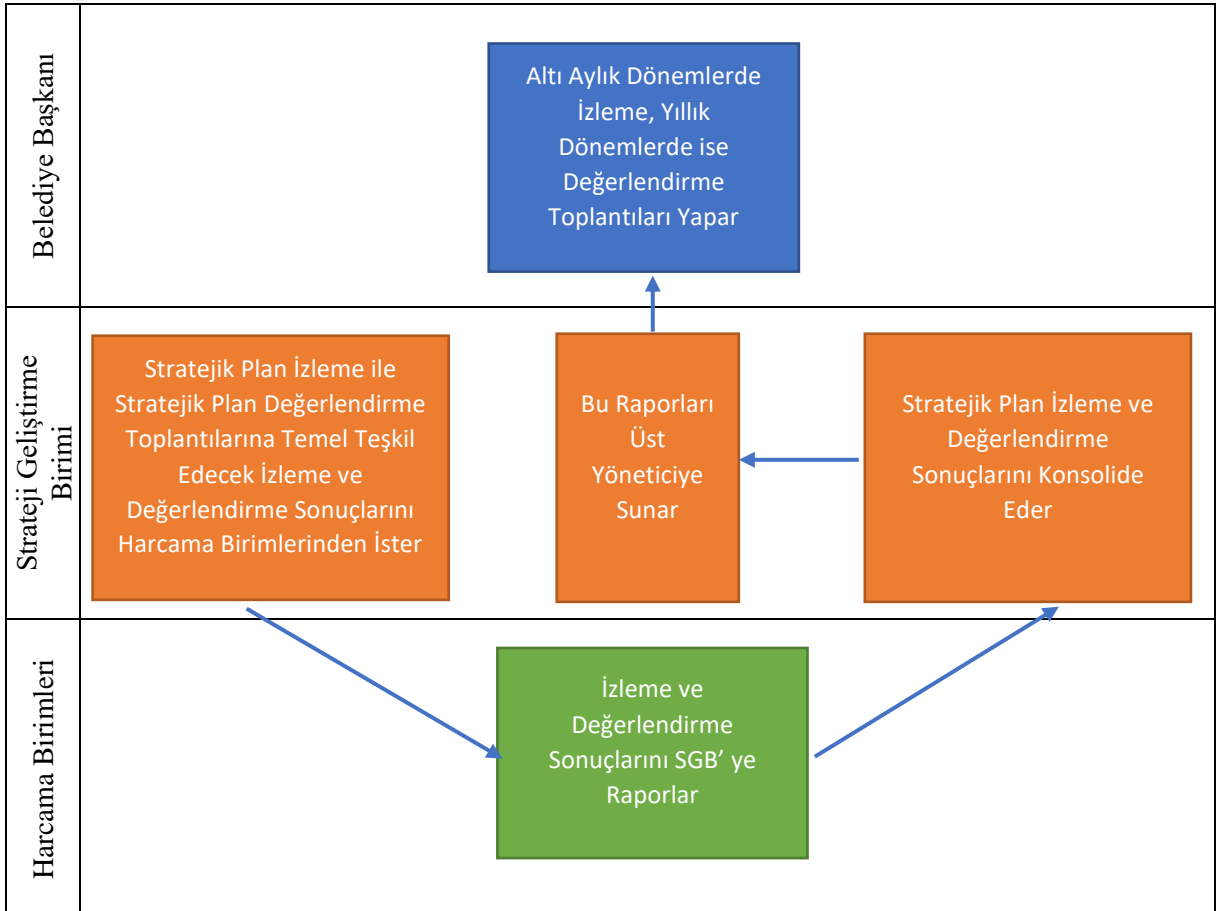 Belediye Başkanı
Altı Aylık Dönemlerde
İzleme, Yıllık
Dönemlerde ise
Değerlendirme
Toplantıları Yapar
Strateji Geliştirme
Birimi
Stratejik Plan İzleme ile
Stratejik Plan Değerlendirme
Toplantılarına Temel Teşkil
Edecek İzleme ve
Değerlendirme Sonuçlarını
Harcama Birimlerinden İster
Bu Raporları
Üst
Yöneticiye
Sunar
Stratejik Plan İzleme ve
Değerlendirme
Sonuçlarını Konsolide
Eder
Harcama Birimleri
İzleme ve
Değerlendirme
Sonuçlarını SGB’ ye
Raporlar